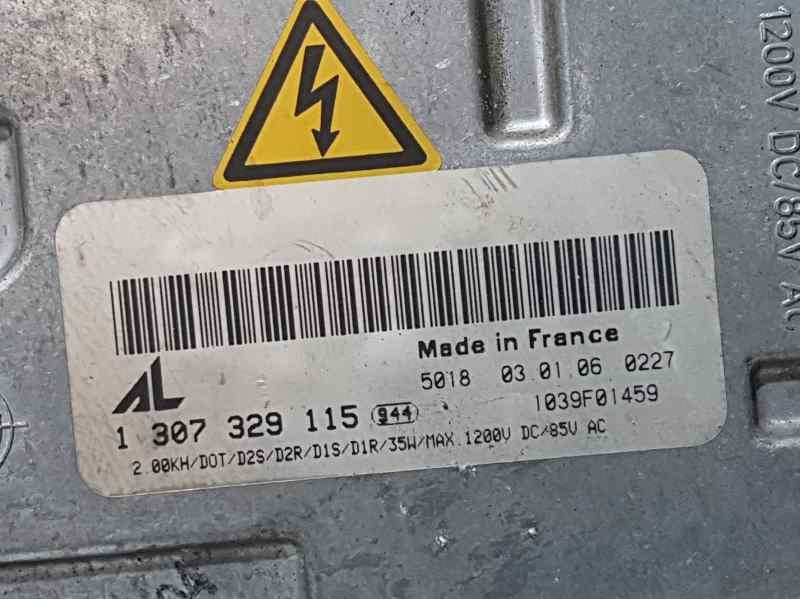 1200V DC/85V AC
Made in France
5018 03.01.06 0227
AL
1039F01459
1 307 329 115 944
2.00KH/DOT/D2S/D2R/D1S/D1R/35W/MAX.1200V DC/85V AC